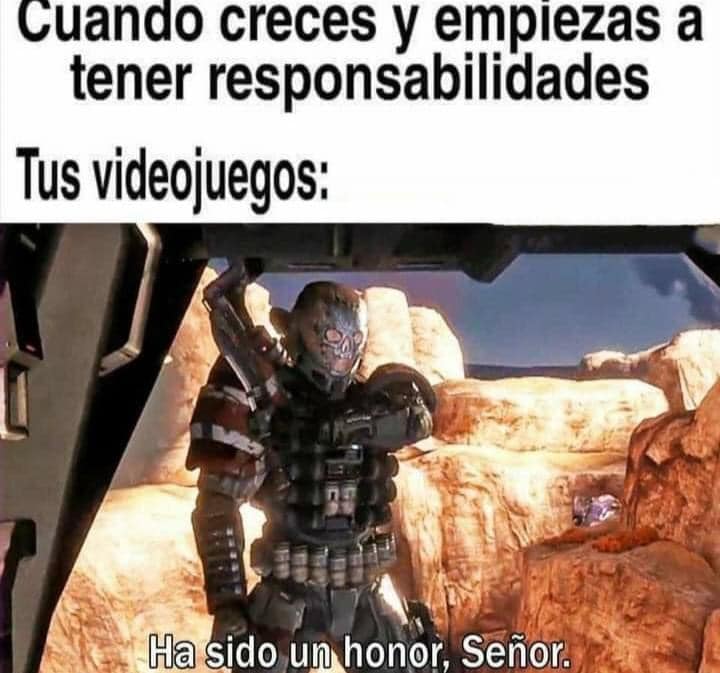 Cuando creces y empiezas a
tener responsabilidades
Tus videojuegos:
Ha sido un honor, Señor.